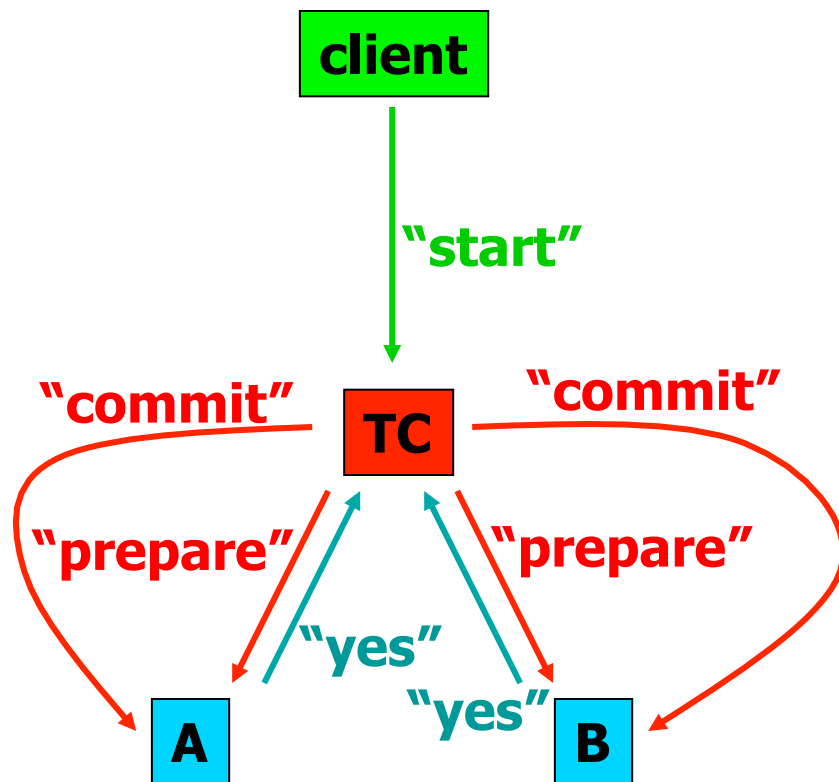 client
“start”
“commit”
“commit”
TC
“prepare”
“prepare”
“yes”
“yes”
A
B